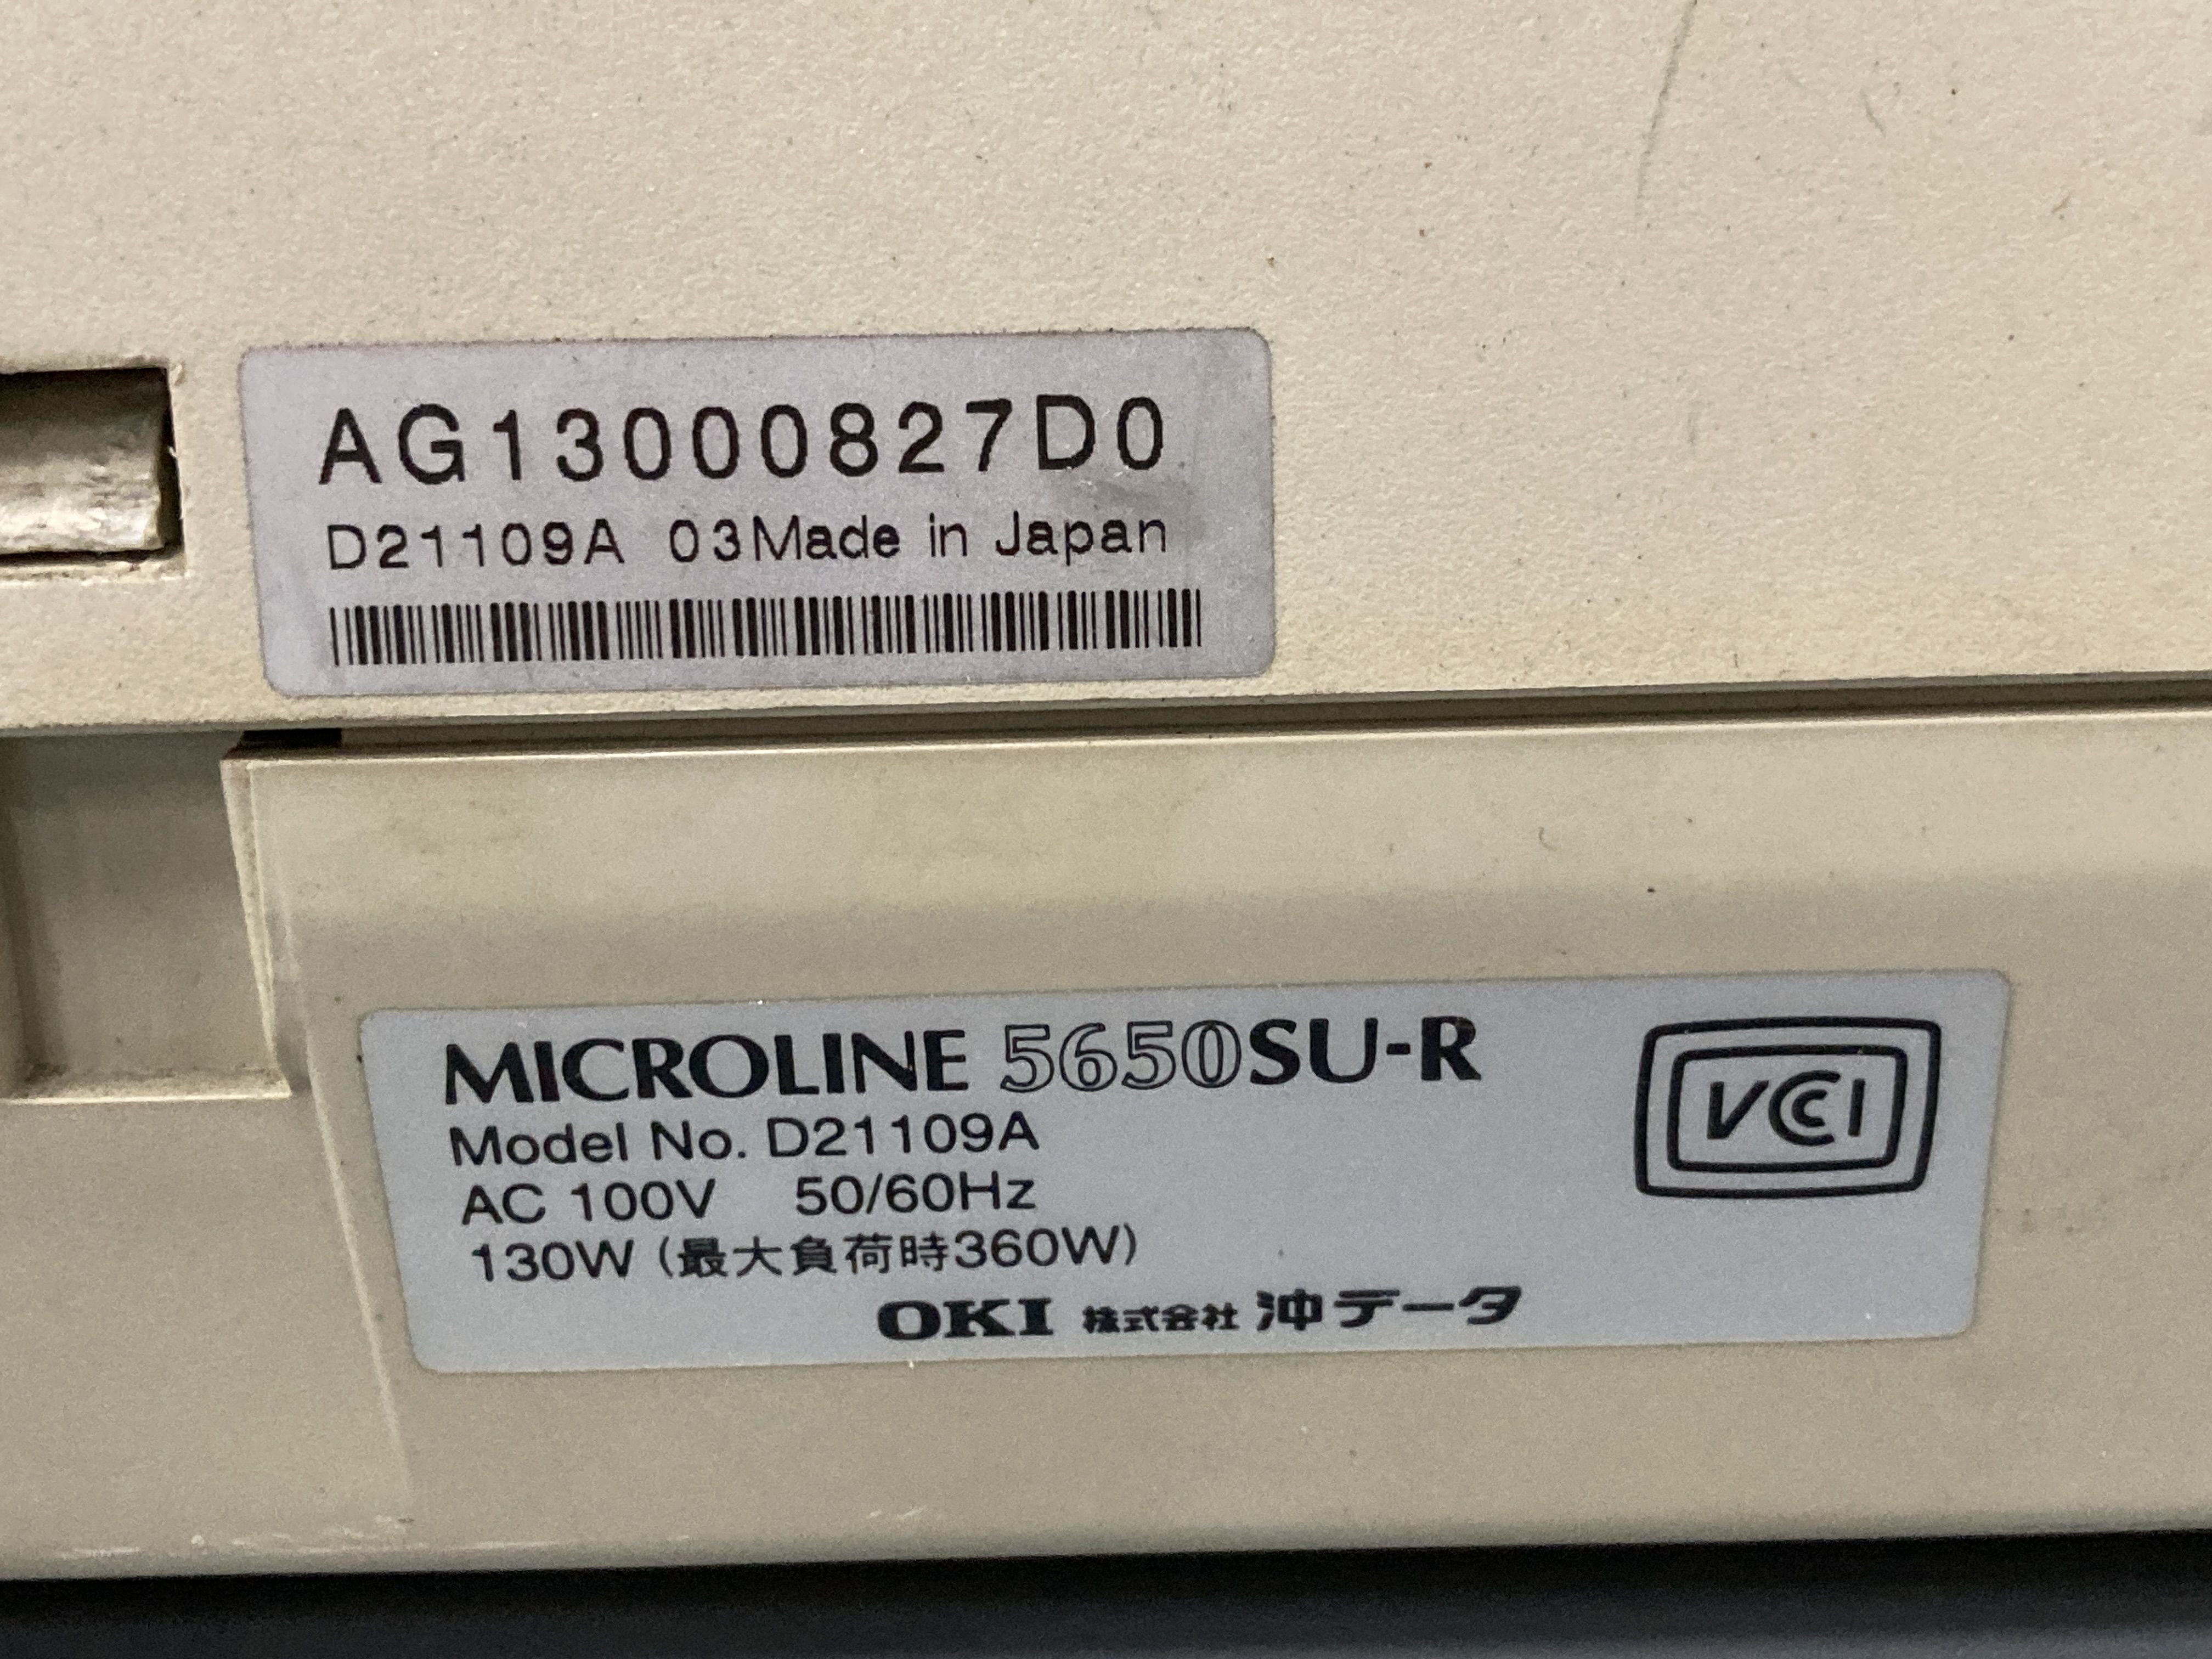 AG13000827D0
D21109A 03Made in Japan
MICROLINE 5650SU-R
VCCI
Model No. D21109A
AC 100V 50/60Hz
130W (最大負荷時360W)
OKI 株式会社 沖データ